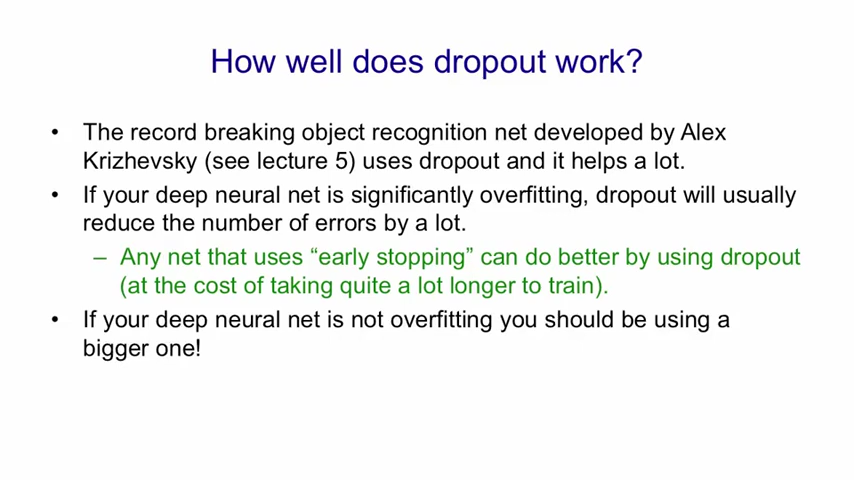 How well does dropout work?
• The record breaking object recognition net developed by Alex
Krizhevsky (see lecture 5) uses dropout and it helps a lot.
• If your deep neural net is significantly overfitting, dropout will usually
reduce the number of errors by a lot.
– Any net that uses “early stopping” can do better by using dropout
(at the cost of taking quite a lot longer to train).
• If your deep neural net is not overfitting you should be using a
bigger one!